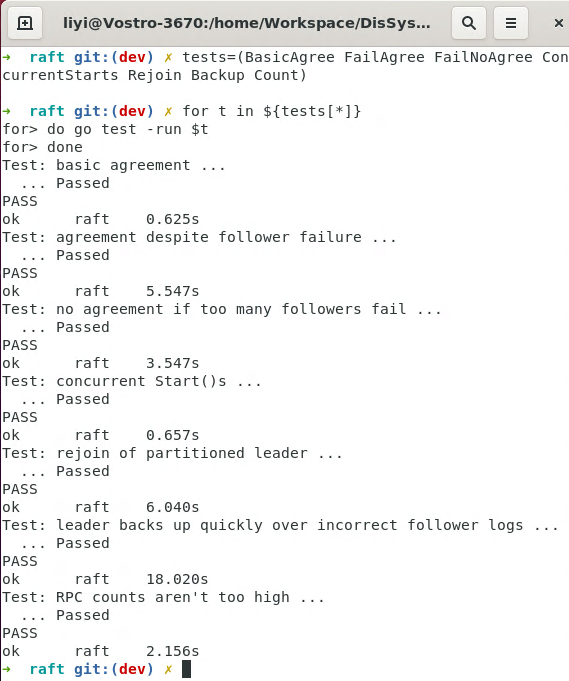 liyi@Vostro-3670:/home/Workspace/DisSys...
➜  raft git:(dev) ✗ tests=(BasicAgree FailAgree FailNoAgree Con
currentStarts Rejoin Backup Count)
➜  raft git:(dev) ✗ for t in ${tests[*]}
for> do go test -run $t
for> done
Test: basic agreement ...
  ... Passed
PASS
ok      raft    0.625s
Test: agreement despite follower failure ...
  ... Passed
PASS
ok      raft    5.547s
Test: no agreement if too many followers fail ...
  ... Passed
PASS
ok      raft    3.547s
Test: concurrent Start()s ...
  ... Passed
PASS
ok      raft    0.657s
Test: rejoin of partitioned leader ...
  ... Passed
PASS
ok      raft    6.040s
Test: leader backs up quickly over incorrect follower logs ...
  ... Passed
PASS
ok      raft    18.020s
Test: RPC counts aren't too high ...
  ... Passed
PASS
ok      raft    2.156s
➜  raft git:(dev) ✗